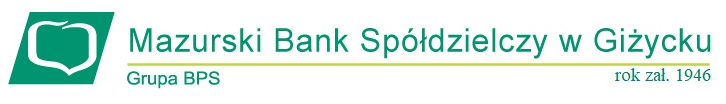 Mazurski Bank Spółdzielczy w Giżycku
Grupa BPS
rok zał. 1946